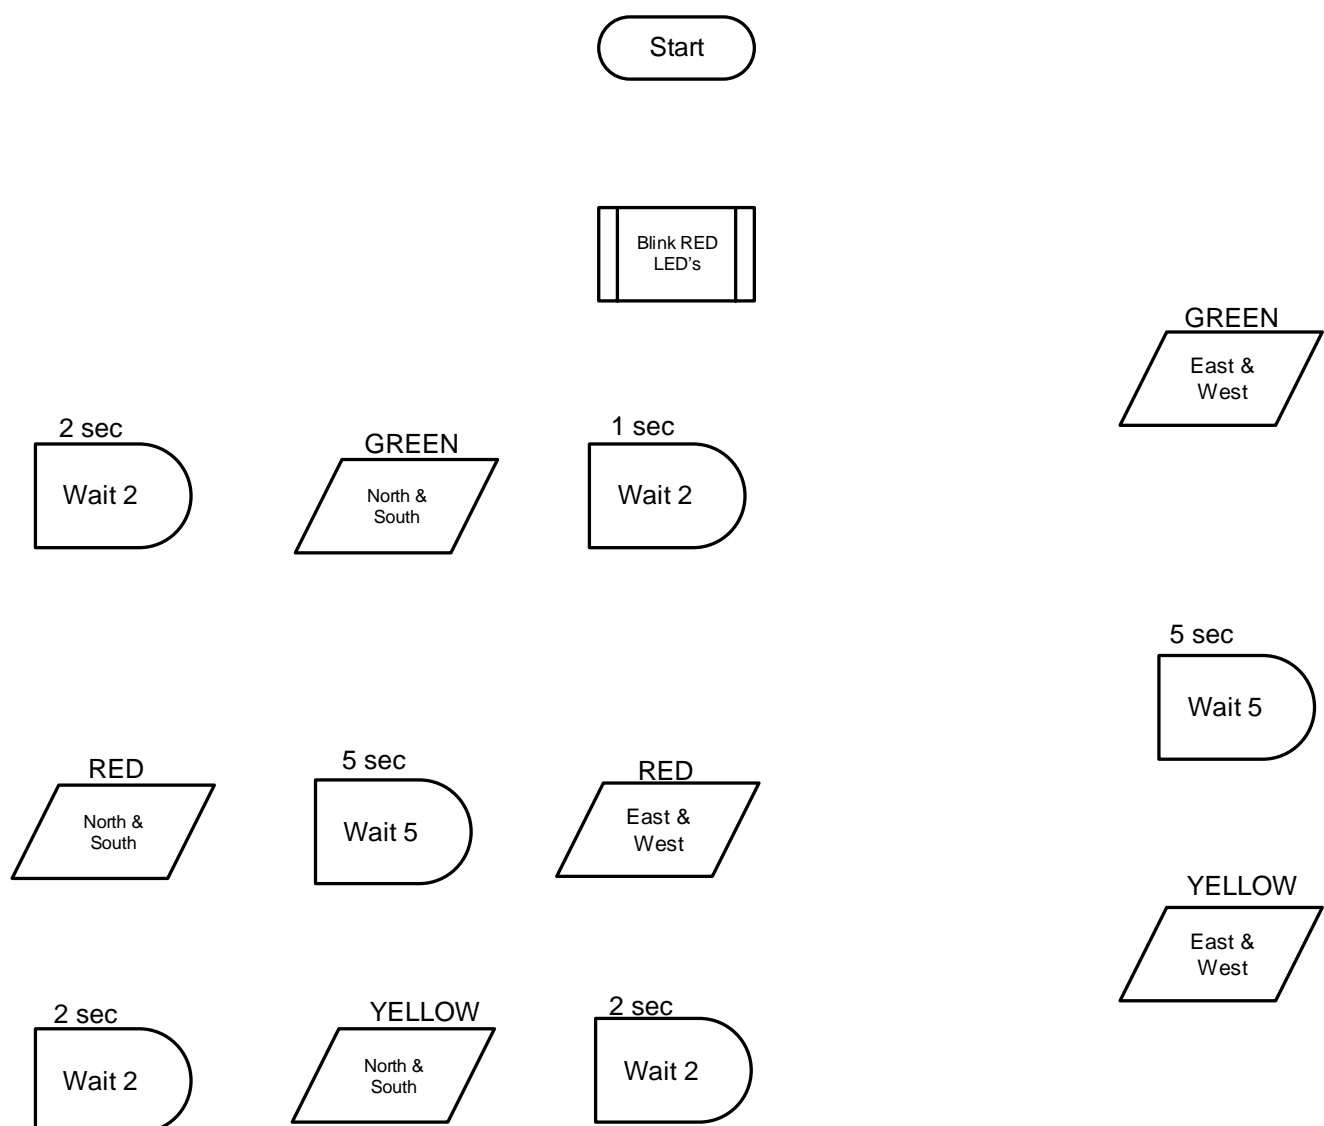 Start
Blink RED
LED's
GREEN
East &
West
2 sec
Wait 2
GREEN
North &
South
1 sec
Wait 2
5 sec
Wait 5
RED
North &
South
5 sec
Wait 5
RED
East &
West
YELLOW
East &
West
2 sec
Wait 2
YELLOW
North &
South
2 sec
Wait 2